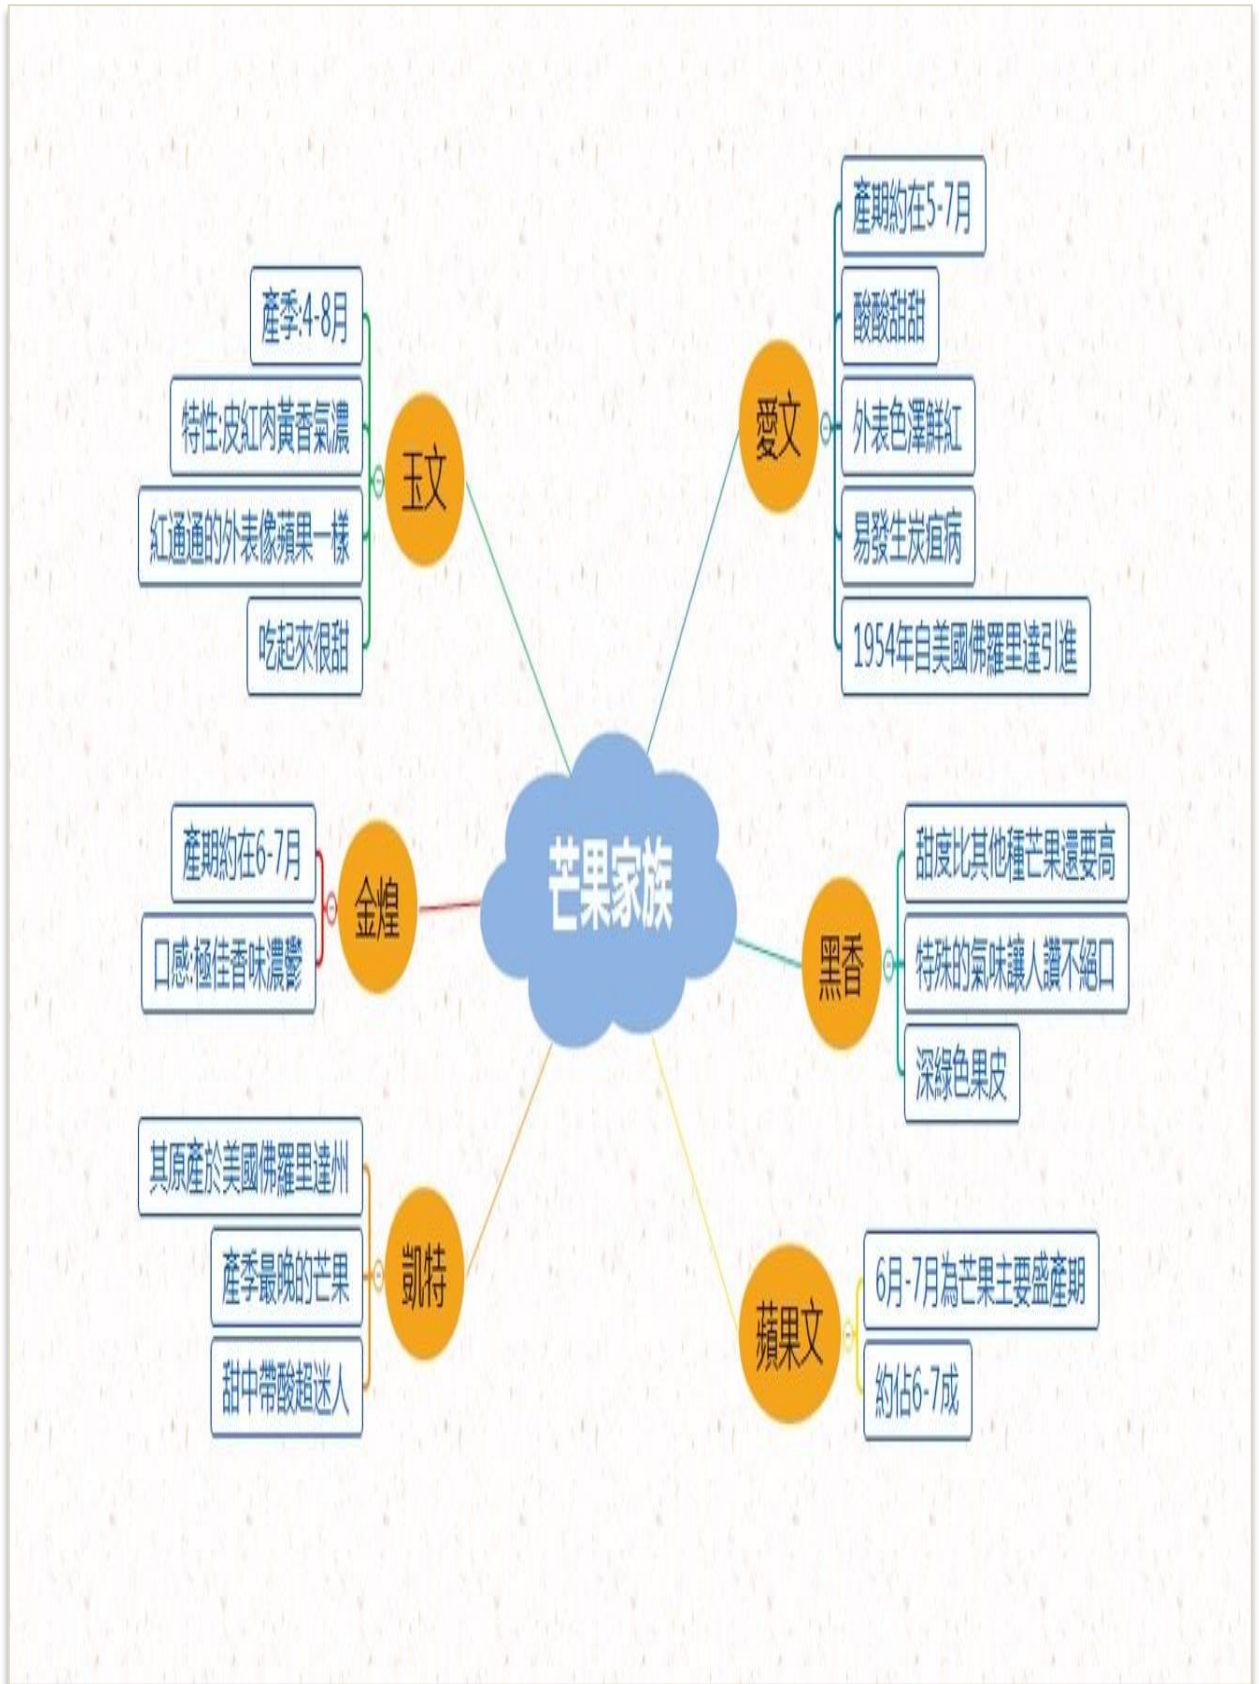 芒果家族
愛文
產期約在5-7月
酸酸甜甜
外表色澤鮮紅
易發生炭疽病
1954年自美國佛羅里達引進
黑香
甜度比其他種芒果還要高
特殊的氣味讓人讚不絕口
深綠色果皮
蘋果文
6月-7月為芒果主要盛產期
約佔6-7成
玉文
產季:4-8月
特性:皮紅肉黃香氣濃
紅通通的外表像蘋果一樣
吃起來很甜
金煌
產期約在6-7月
口感:極佳香味濃鬱
凱特
其原產於美國佛羅里達州
產季最晚的芒果
甜中帶酸超迷人